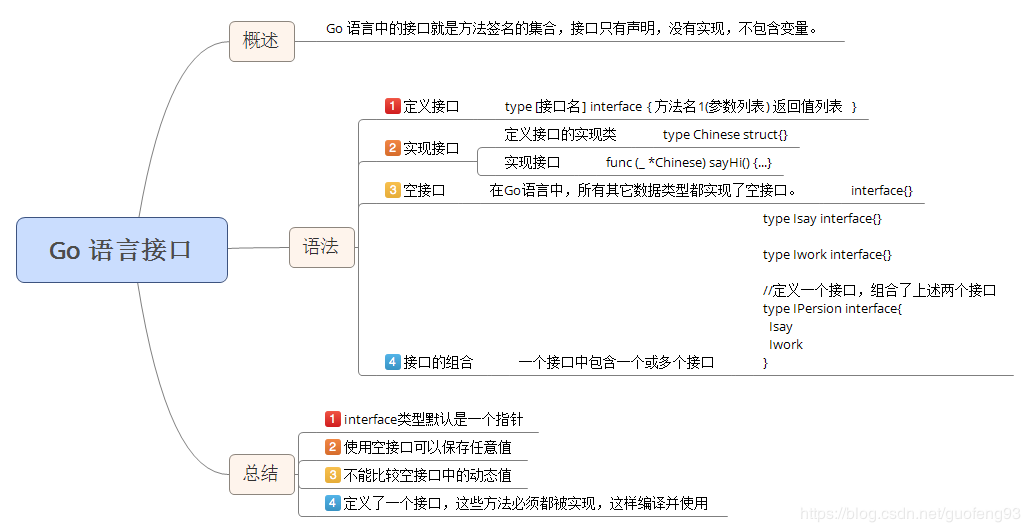 Go 语言接口
概述
Go 语言中的接口就是方法签名的集合，接口只有声明，没有实现，不包含变量。
语法
1 定义接口 type [接口名] interface { 方法名1(参数列表) 返回值列表 }
2 实现接口
定义接口的实现类 type Chinese struct{}
实现接口 func (_ *Chinese) sayHi() {...}
3 空接口 在Go语言中，所有其它数据类型都实现了空接口。 interface{}
4 接口的组合 一个接口中包含一个或多个接口
type Isay interface{}
type Iwork interface{}
//定义一个接口，组合了上述两个接口
type IPersion interface{
Isay
Iwork
}
总结
1 interface类型默认是一个指针
2 使用空接口可以保存任意值
3 不能比较空接口中的动态值
4 定义了一个接口，这些方法必须都被实现，这样编译并使用
https://blog.csdn.net/guofeng93